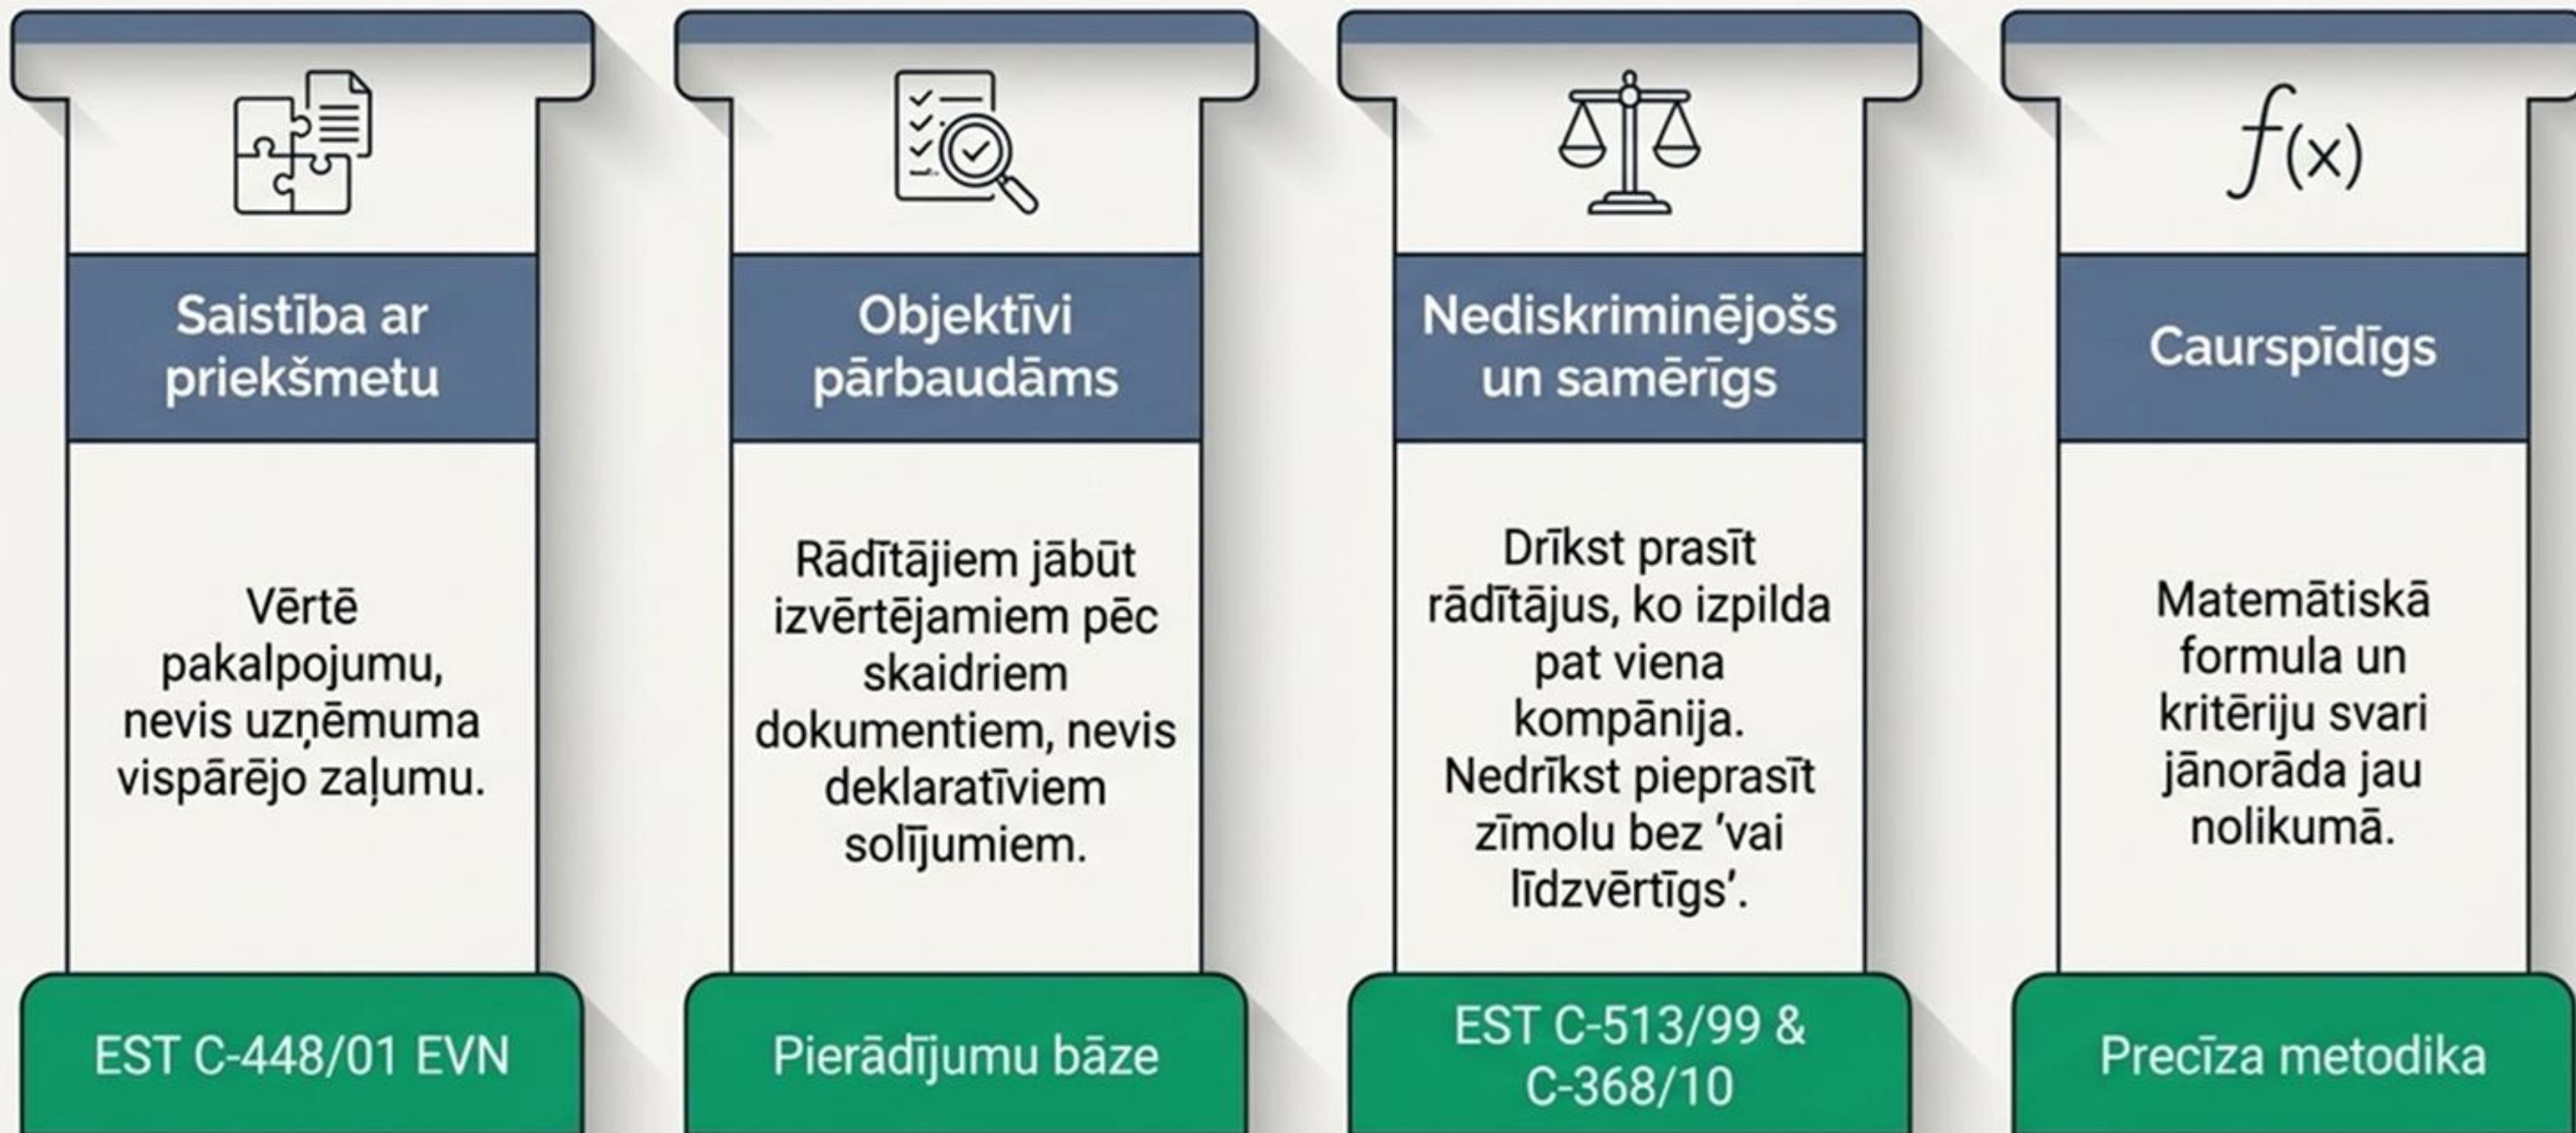 f(x)
Saistība ar
priekšmetu
Vērtē
pakalpojumu,
nevis uzņēmuma
vispārējo zaļumu.
EST C-448/01 EVN
Objektīvi
pārbaudāms
Rādītājiem jābūt
izvērtējamiem pēc
skaidriem
dokumentiem, nevis
deklaratīviem
solījumiem.
Pierādījumu bāze
Nediskriminējošs
un samērīgs
Drīkst prasīt
rādītājus, ko izpilda
pat viena
kompānija.
Nedrīkst pieprasīt
zīmolu bez 'vai
līdzvērtīgs'.
EST C-513/99 &
C-368/10
Caurspīdīgs
Matemātiskā
formula un
kritēriju svari
jānorāda jau
nolikumā.
Precīza metodika